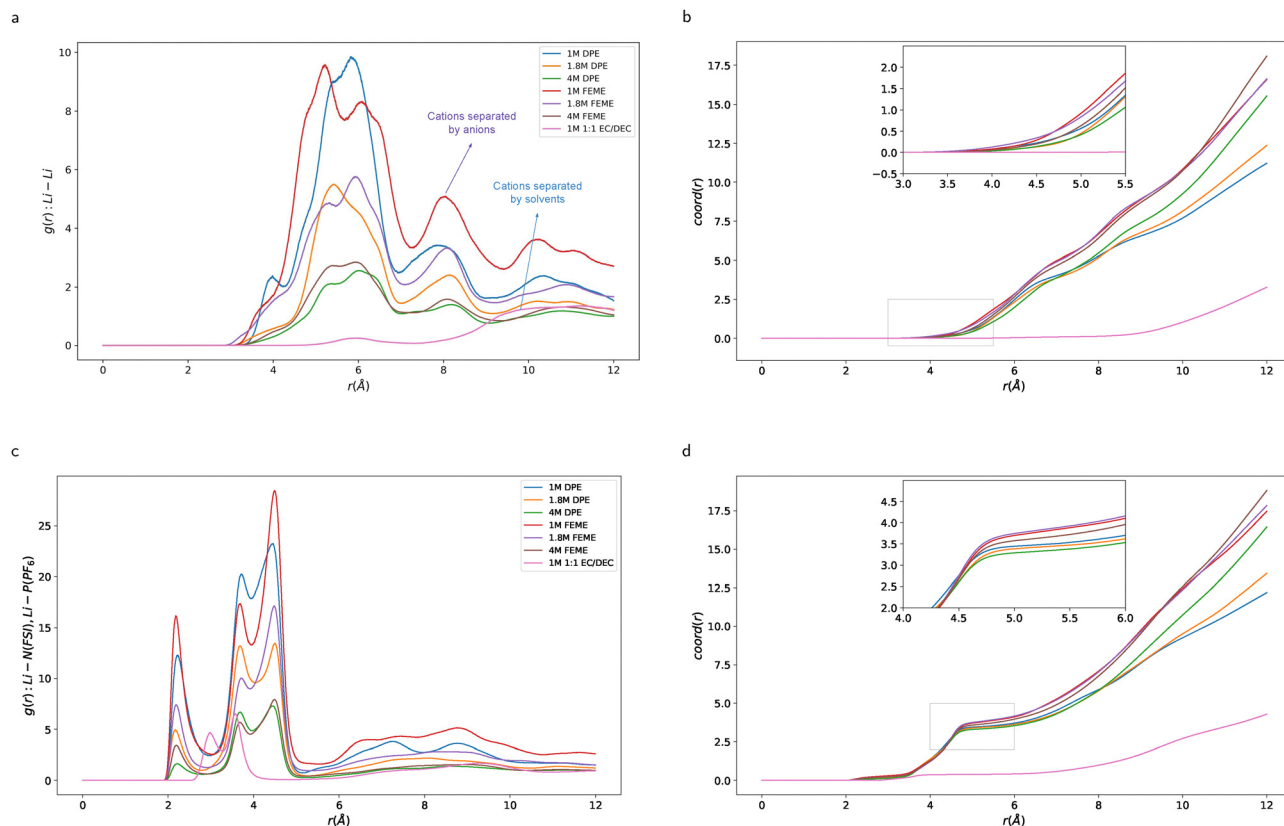 a
10
8
6
4
2
0
g(r): Li − Li
0
2
4
6
8
10
12
r(Å)
1M DPE
1.8M DPE
4M DPE
1M FEME
1.8M FEME
4M FEME
1M 1:1 EC/DEC
Cations separated
by anions
Cations separated
by solvents
b
17.5
15.0
12.5
10.0
7.5
5.0
2.5
0.0
coord(r)
0
2
4
6
8
10
12
r(Å)
2.0
1.5
1.0
0.5
0.0
−0.5
3.0
3.5
4.0
4.5
5.0
5.5
c
25
20
15
10
5
0
g(r): Li − N(FSI), Li − P(PF6)
0
2
4
6
8
10
12
r(Å)
1M DPE
1.8M DPE
4M DPE
1M FEME
1.8M FEME
4M FEME
1M 1:1 EC/DEC
d
17.5
15.0
12.5
10.0
7.5
5.0
2.5
0.0
coord(r)
0
2
4
6
8
10
12
r(Å)
4.5
4.0
3.5
3.0
2.5
2.0
4.0
4.5
5.0
5.5
6.0